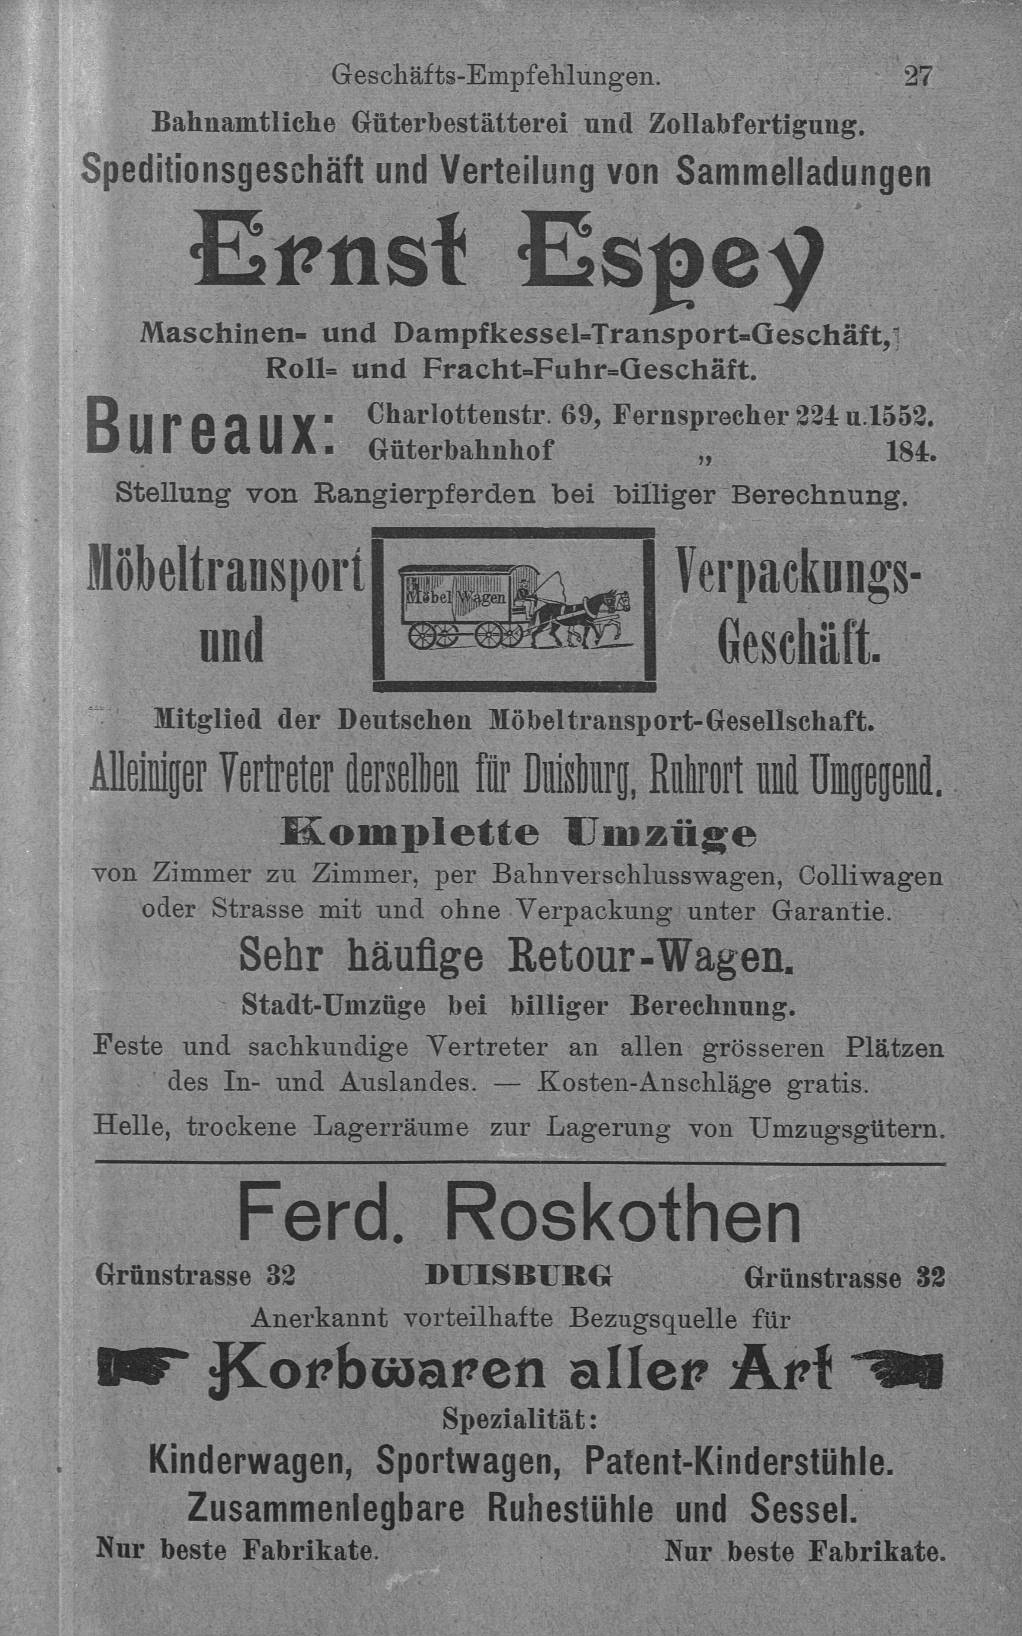 Geschäfts-Empfehlungen. 27
Bahnamtliche Güterbestätterei und Zollabfertigung.
Speditionsgeschäft und Verteilung von Sammelladungen
Ernst Espey
Maschinen- und Dampfkessel-Transport-Geschäft,
Roll- und Fracht-Fuhr-Geschäft.
Bureaux: Charlottenstr. 69, Fernsprecher 224 u. 1552.
Güterbahnhof „ 184.
Stellung von Rangierpferden bei billiger Berechnung.
Möbeltransport
und
Möbel Wagen
Verpackungs-
Geschäft.
Mitglied der Deutschen Möbeltransport-Gesellschaft.
Alleiniger Vertreter derselben für Duisburg, Ruhrort und Umgegend.
Komplette Umzüge
von Zimmer zu Zimmer, per Bahnverschlusswagen, Colliwagen
oder Strasse mit und ohne Verpackung unter Garantie.
Sehr häufige Retour-Wagen.
Stadt-Umzüge bei billiger Berechnung.
Feste und sachkundige Vertreter an allen grösseren Plätzen
des In- und Auslandes. — Kosten-Anschläge gratis.
Helle, trockene Lagerräume zur Lagerung von Umzugsgütern.
Ferd. Roskothen
Grünstrasse 32 DUISBURG Grünstrasse 32
Anerkannt vorteilhafte Bezugsquelle für
Korbwaren aller Art
Spezialität:
Kinderwagen, Sportwagen, Patent-Kinderstühle.
Zusammenlegbare Ruhestühle und Sessel.
Nur beste Fabrikate. Nur beste Fabrikate.